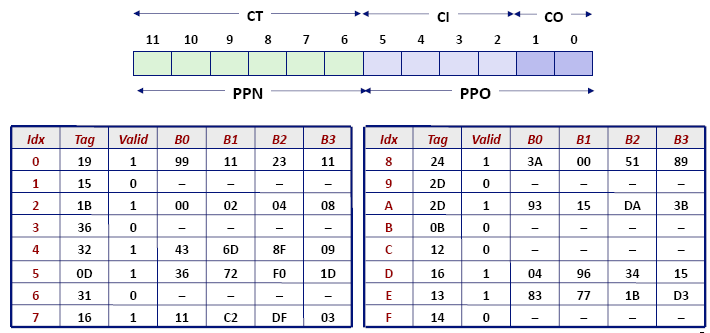 CT CI CO
11 10 9 8 7 6 5 4 3 2 1 0
PPN PPO
Idx Tag Valid B0 B1 B2 B3
0 19 1 99 11 23 11
1 15 0 – – – –
2 1B 1 00 02 04 08
3 36 0 – – – –
4 32 1 43 6D 8F 09
5 0D 1 36 72 F0 1D
6 31 0 – – – –
7 16 1 11 C2 DF 03
Idx Tag Valid B0 B1 B2 B3
8 24 1 3A 00 51 89
9 2D 0 – – – –
A 2D 1 93 15 DA 3B
B 0B 0 – – – –
C 12 0 – – – –
D 16 1 04 96 34 15
E 13 1 83 77 1B D3
F 14 0 – – – –